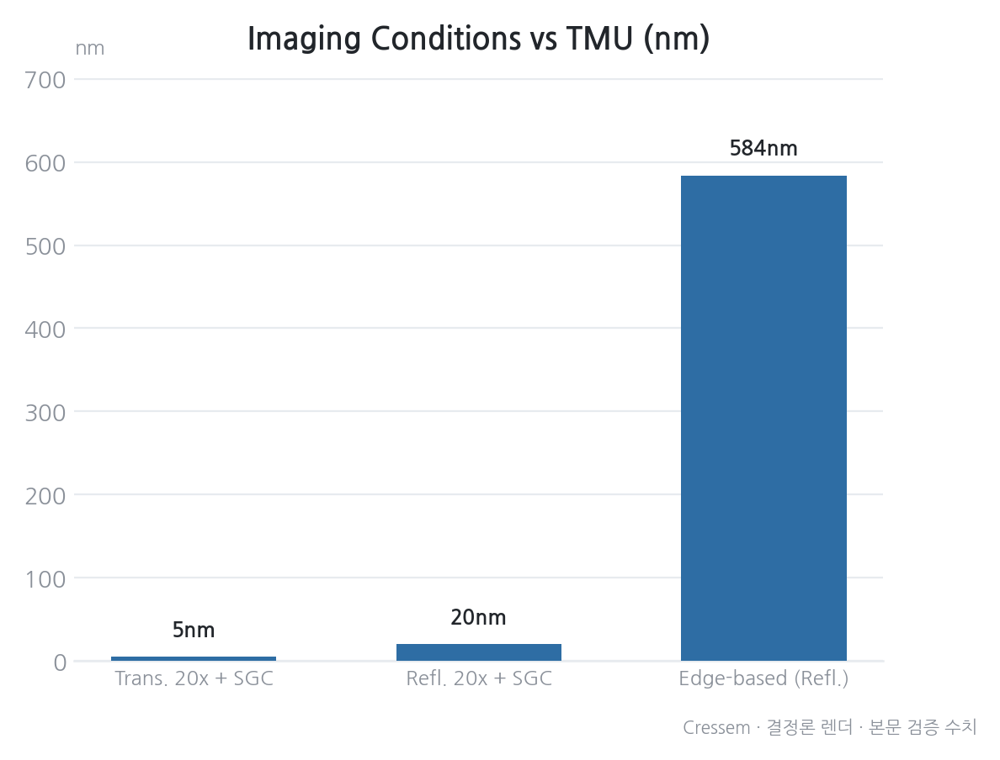 Imaging Conditions vs TMU (nm)
nm
700
600
500
400
300
200
100
0
584nm
20nm
5nm
Trans. 20x + SGC
Refl. 20x + SGC
Edge-based (Refl.)
Cressem · 결정론 렌더 · 본문 검증 수치